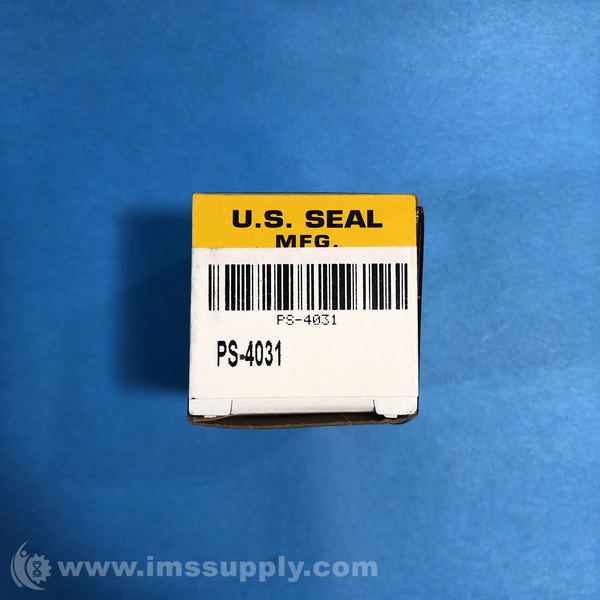 U.S. SEAL
MFG.
PS-4031
PS-4031
www.imssupply.com